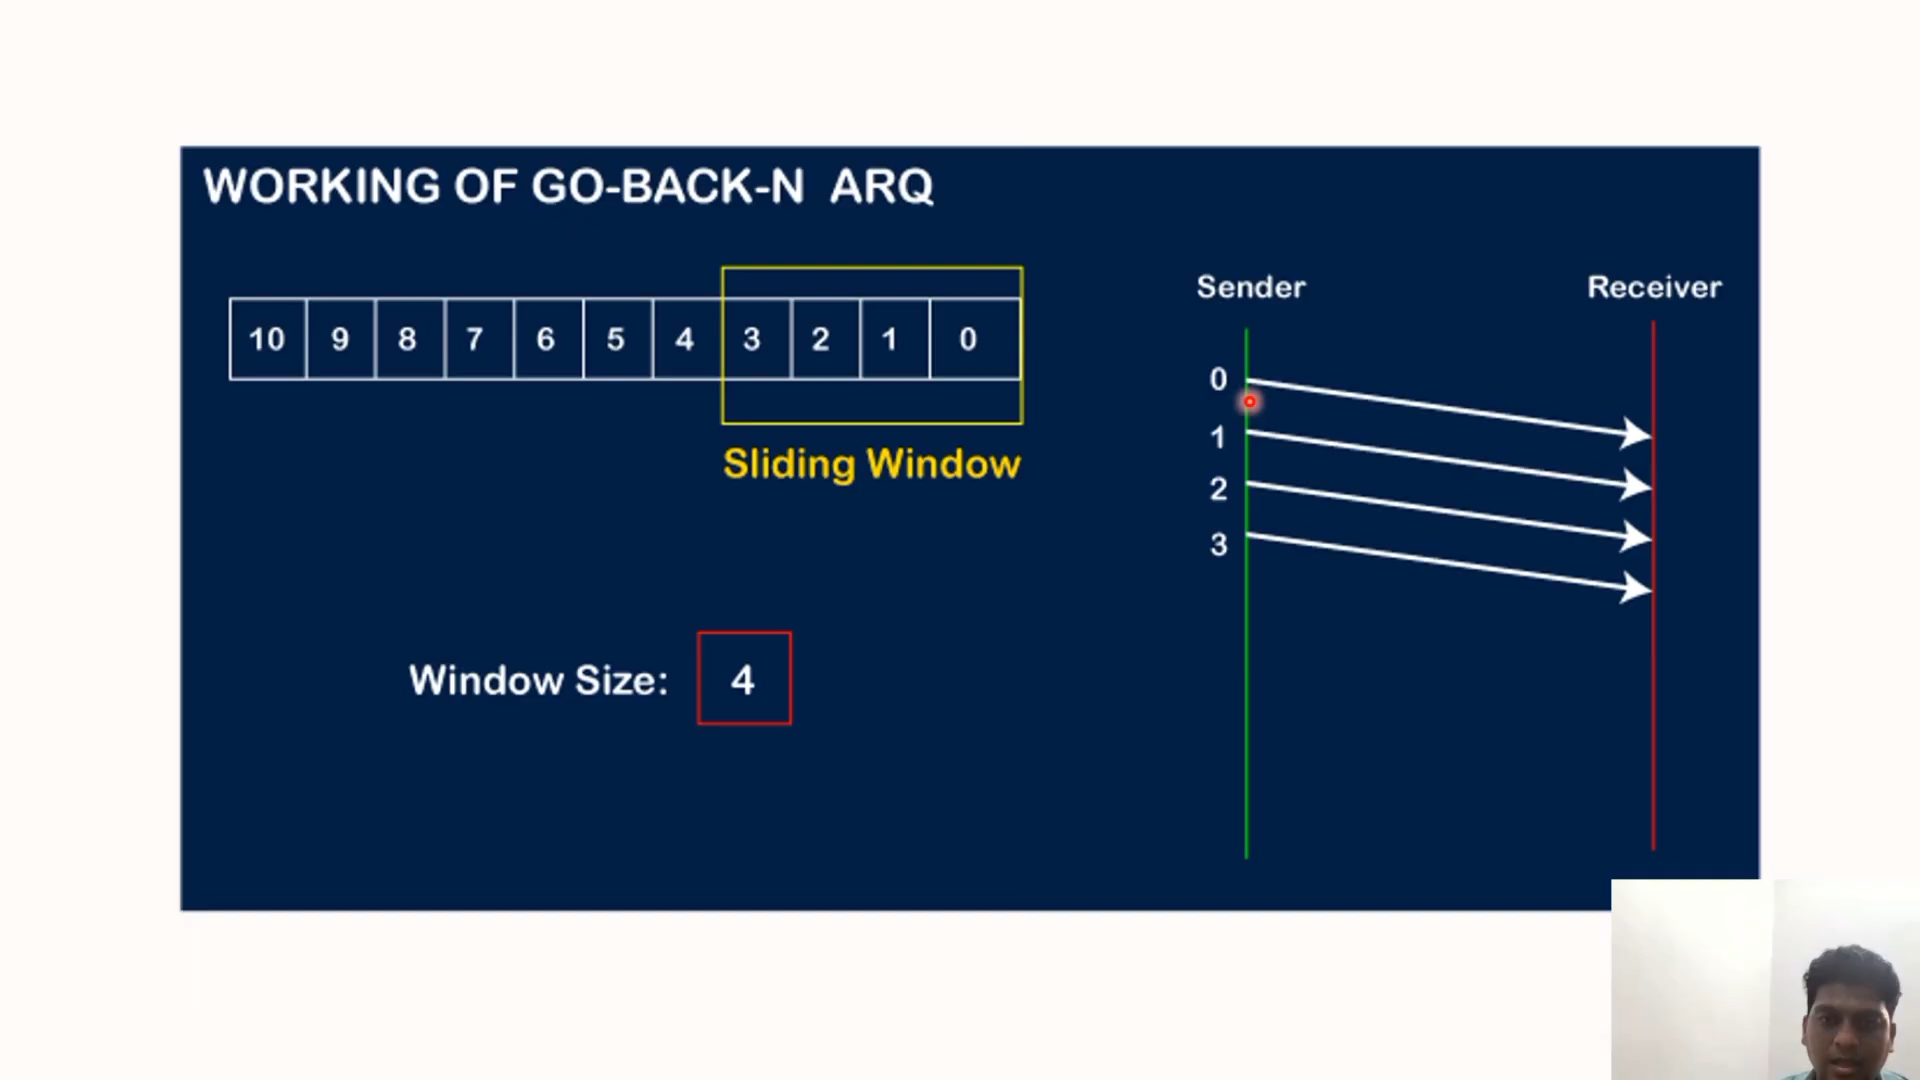 WORKING OF GO-BACK-N ARQ
10 9 8 7 6 5 4 3 2 1 0
Sliding Window
Window Size: 4
Sender Receiver
0
1
2
3